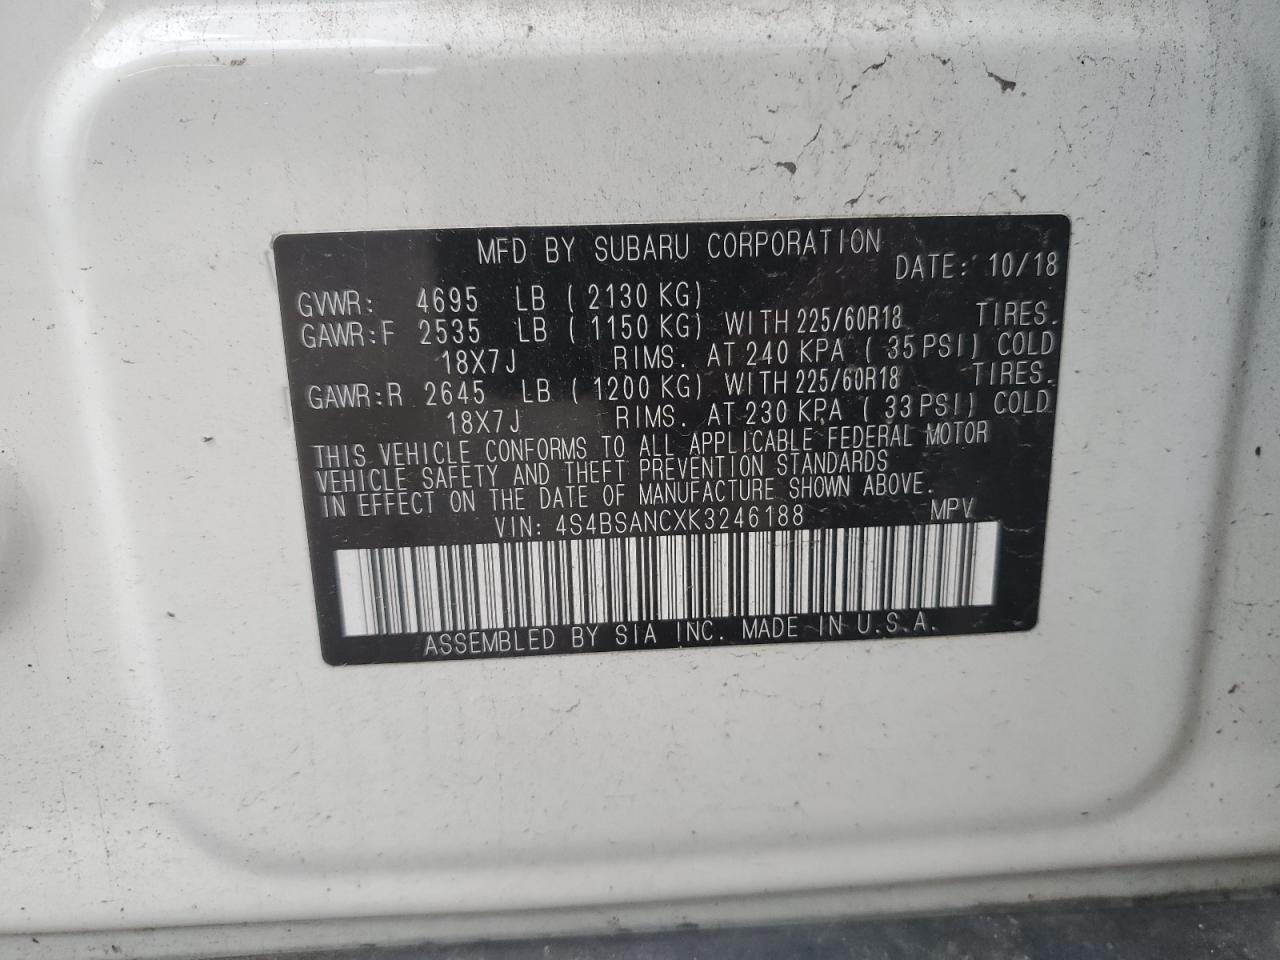 MFD BY SUBARU CORPORATION
DATE: 10/18
GVWR: 4695 LB ( 2130 KG)
GAWR:F 2535 LB ( 1150 KG) WITH 225/60R18 TIRES.
18X7J RIMS. AT 240 KPA ( 35 PSI) COLD
GAWR:R 2645 LB ( 1200 KG) WITH 225/60R18 TIRES.
18X7J RIMS. AT 230 KPA ( 33 PSI) COLD
THIS VEHICLE CONFORMS TO ALL APPLICABLE FEDERAL MOTOR
VEHICLE SAFETY AND THEFT PREVENTION STANDARDS
IN EFFECT ON THE DATE OF MANUFACTURE SHOWN ABOVE.
VIN: 4S4BSANCXK3246188 MPV
ASSEMBLED BY SIA INC. MADE IN U.S.A.